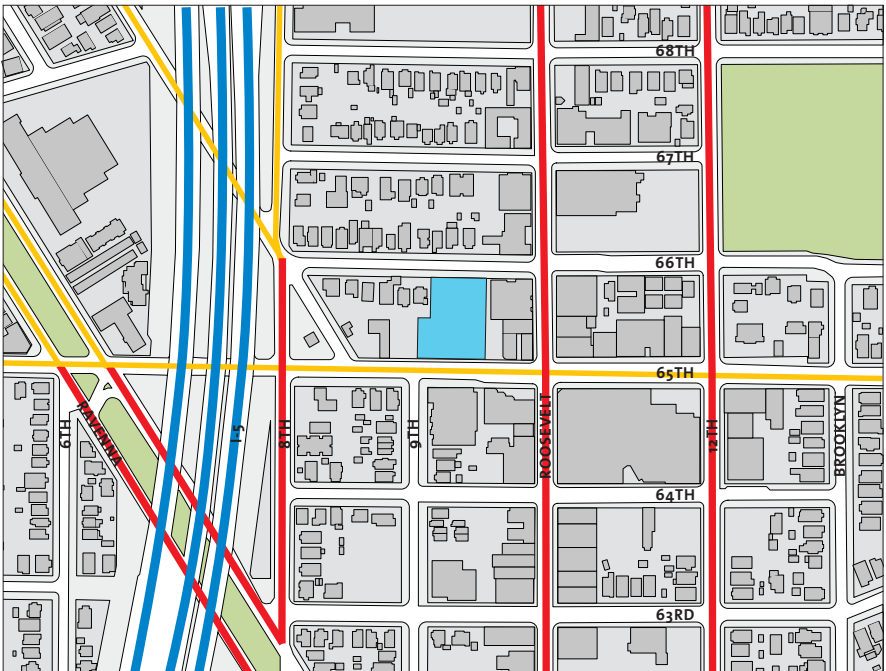 68TH
67TH
66TH
65TH
6TH
RAVENNA
I-5
8TH
9TH
ROOSEVELT
12TH
BROOKLYN
64TH
63RD